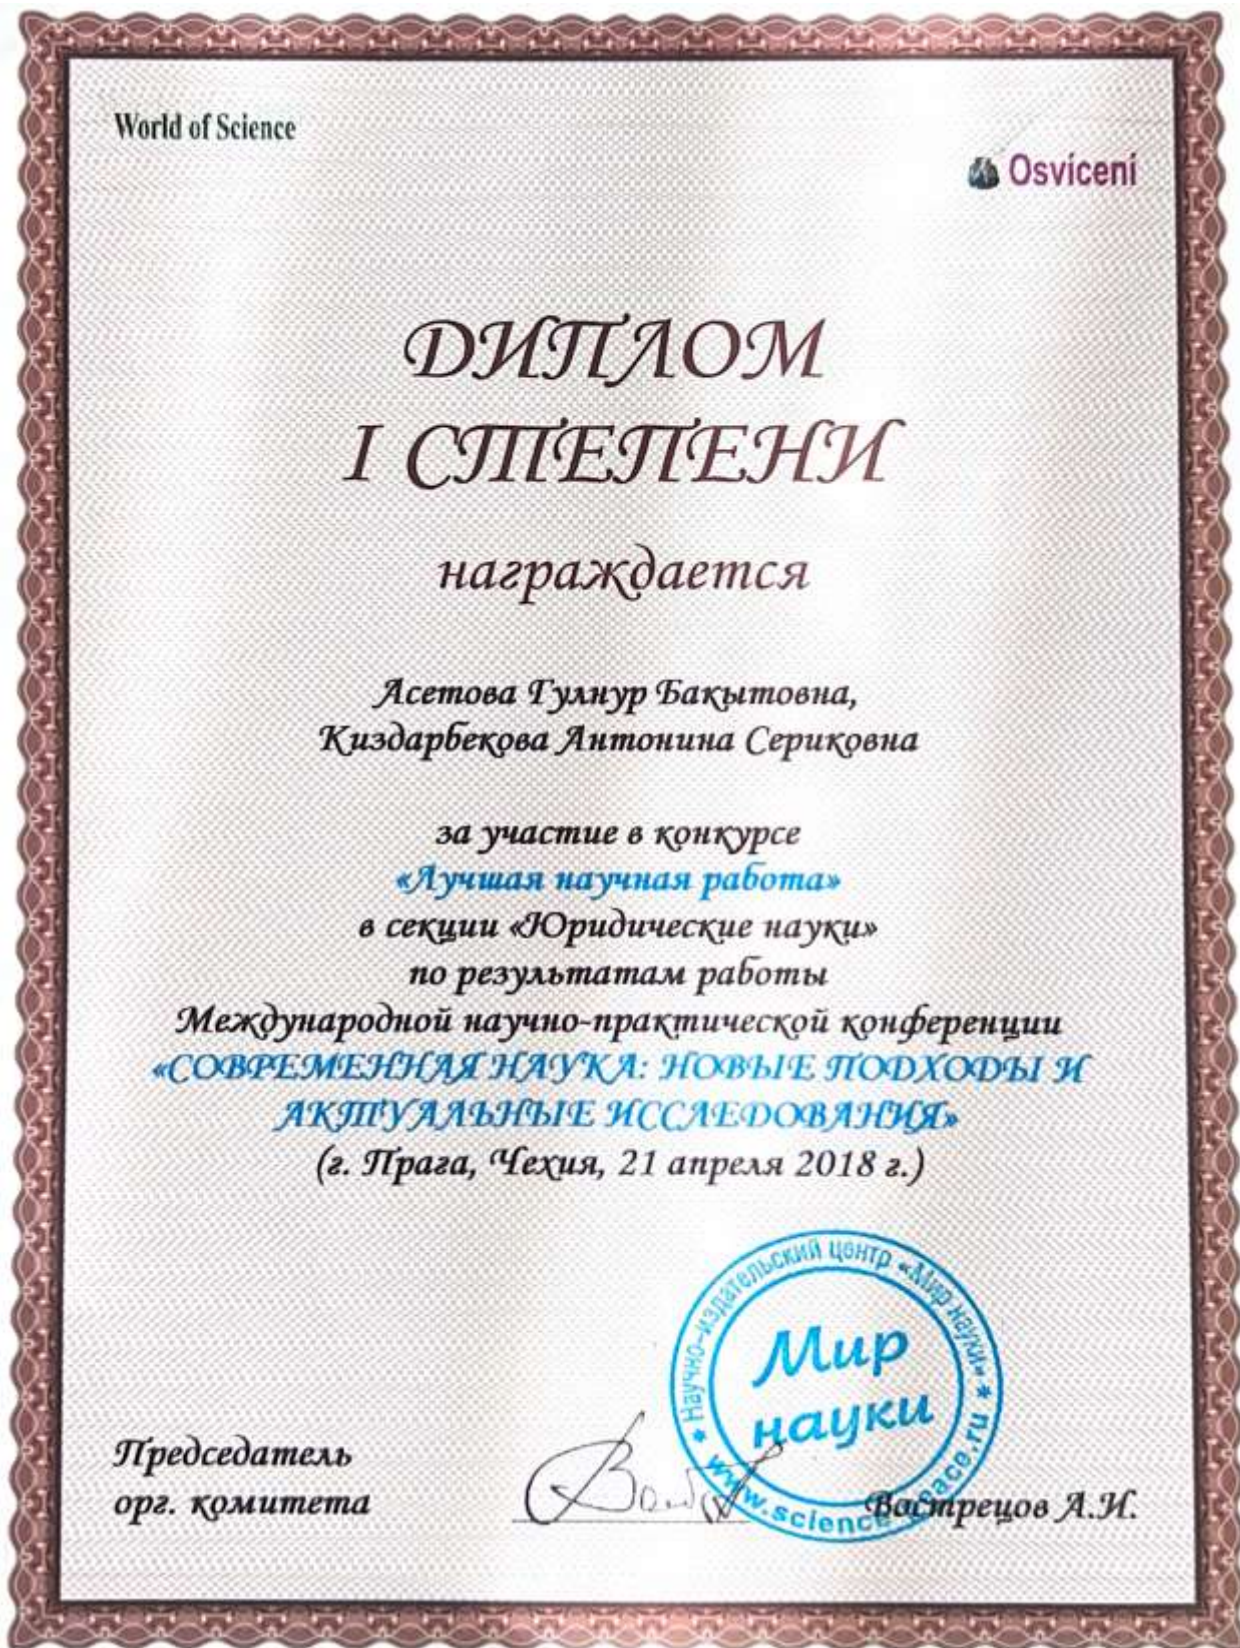 World of Science
Osvícení
ДИПЛОМ
I СТЕПЕНИ
награждается
Асетова Гулнур Бакытовна,
Киздарбекова Антонина Сериковна
за участие в конкурсе
«Лучшая научная работа»
в секции «Юридические науки»
по результатам работы
Международной научно-практической конференции
«СОВРЕМЕННАЯ НАУКА: НОВЫЕ ПОДХОДЫ И
АКТУАЛЬНЫЕ ИССЛЕДОВАНИЯ»
(г. Прага, Чехия, 21 апреля 2018 г.)
Научно-издательский центр «Мир науки»
Мир
науки
Председатель
орг. комитета
Вострецов А.И.